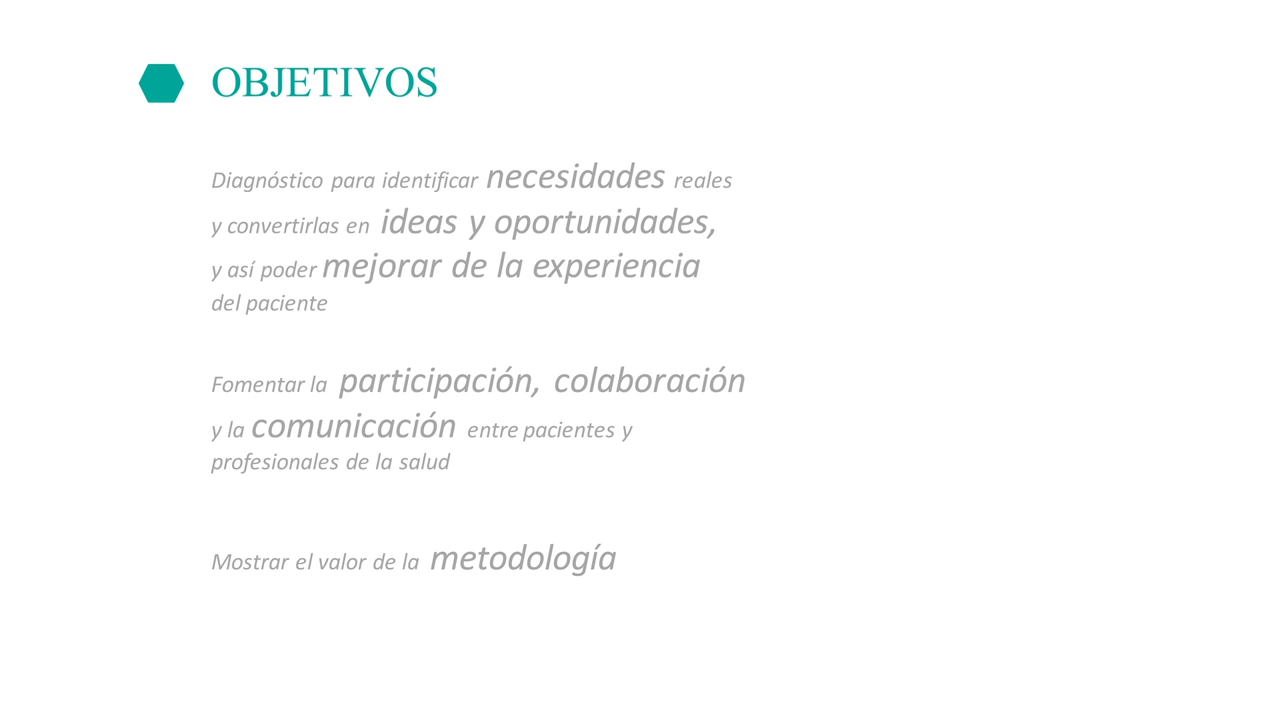 OBJETIVOS
Diagnóstico para identificar necesidades reales
y convertirlas en ideas y oportunidades,
y así poder mejorar de la experiencia
del paciente
Fomentar la participación, colaboración
y la comunicación entre pacientes y
profesionales de la salud
Mostrar el valor de la metodología